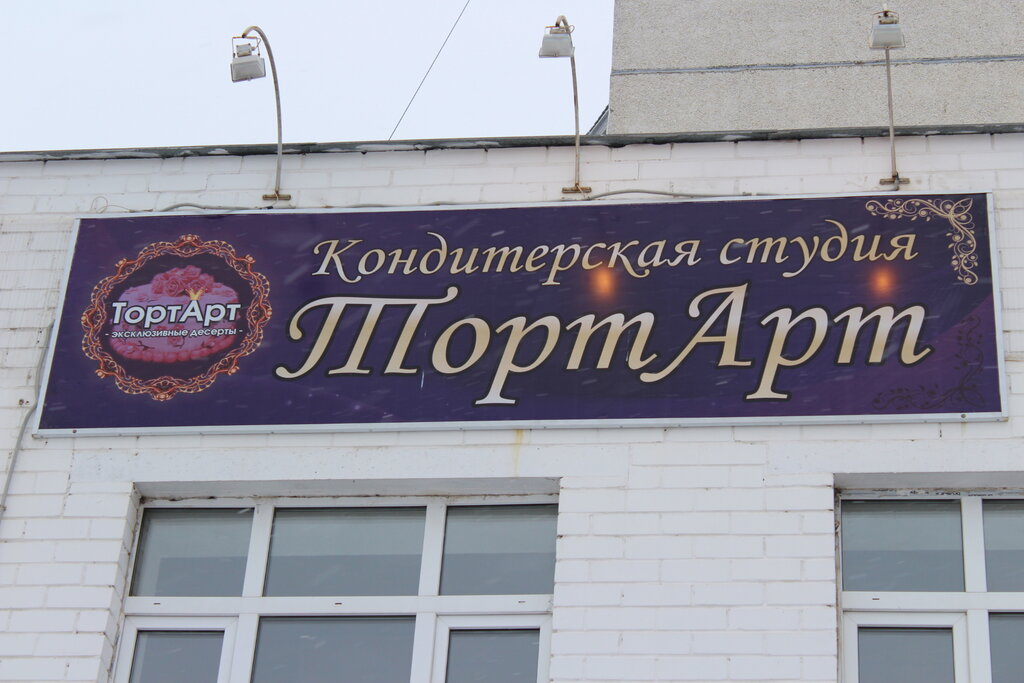 ТортАрт
- эксклюзивные десерты -
Кондитерская студия
ТортАрт